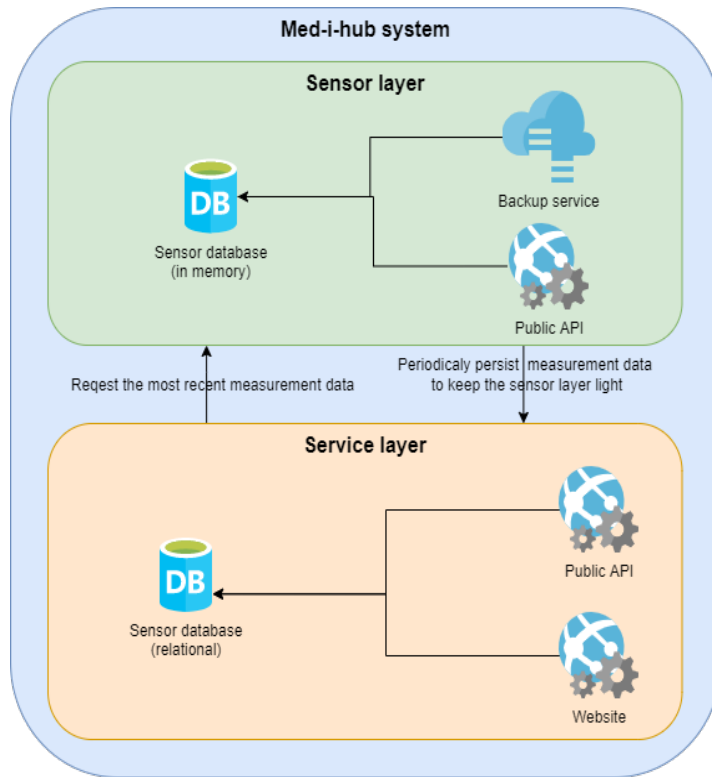 Med-i-hub system
Sensor layer
DB
Backup service
Sensor database
(in memory)
Public API
Reqest the most recent measurement data
Periodicaly persist measurement data
to keep the sensor layer light
Service layer
Public API
DB
Sensor database
(relational)
Website